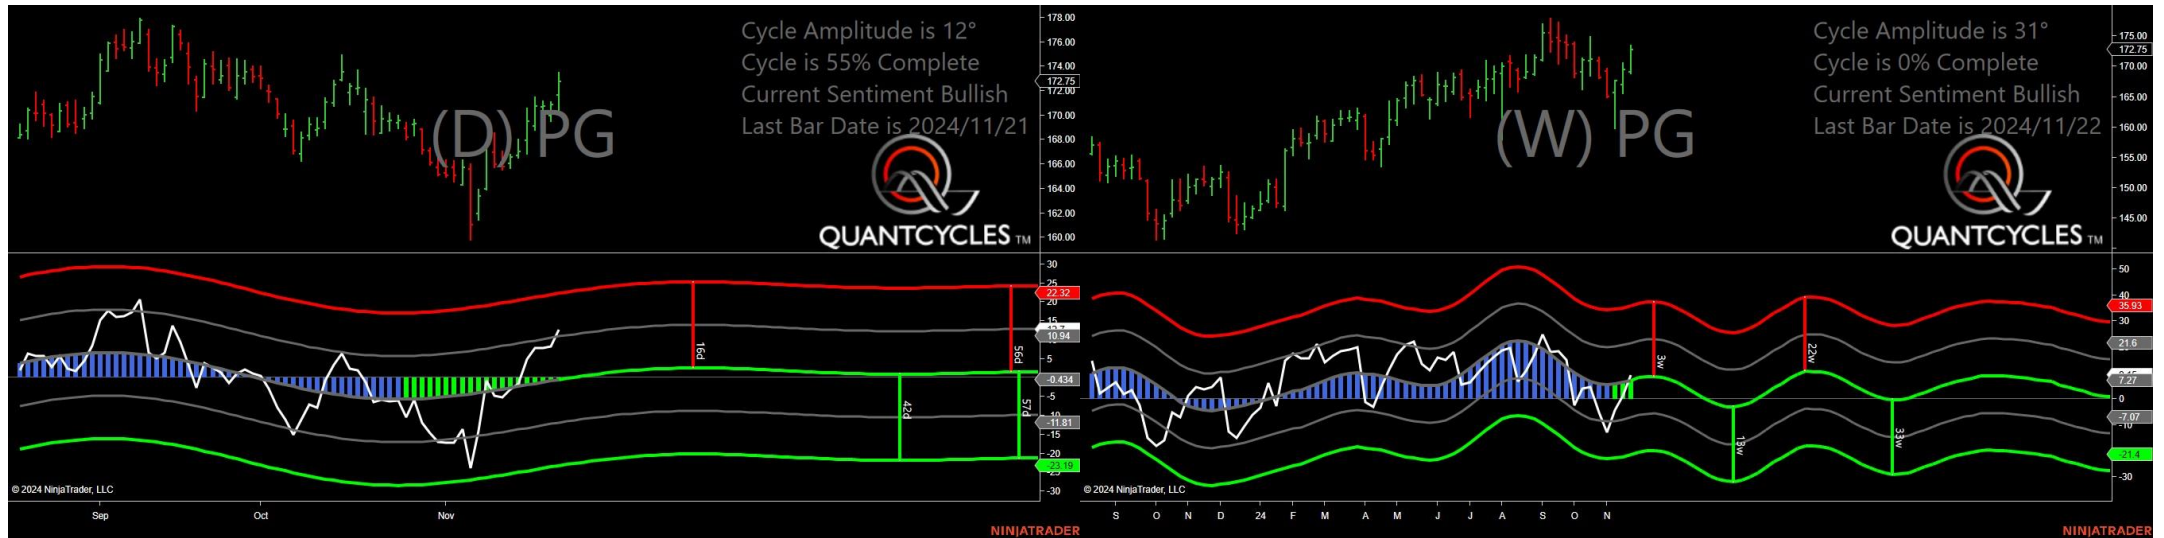 Cycle Amplitude is 12°
Cycle is 55% Complete
Current Sentiment Bullish
Last Bar Date is 2024/11/21
(D) PG
QUANTCYCLES TM
178.00
176.00
174.00
172.75
172.00
170.00
168.00
166.00
164.00
162.00
160.00
30
25
22.32
20
15
10.94
5
-0.434
-5
-10
-11.81
-15
-20
-23.19
-25
-30
16d
42d
56d
57d
© 2024 NinjaTrader, LLC
Sep
Oct
Nov
NINJATRADER
Cycle Amplitude is 31°
Cycle is 0% Complete
Current Sentiment Bullish
Last Bar Date is 2024/11/22
(W) PG
QUANTCYCLES TM
175.00
172.75
170.00
165.00
160.00
155.00
150.00
145.00
50
40
35.93
30
21.6
7.27
0
-7.07
-10
-21.4
-30
3w
13w
22w
33w
© 2024 NinjaTrader, LLC
S O N D 24 F M A M J J A S O N
NINJATRADER